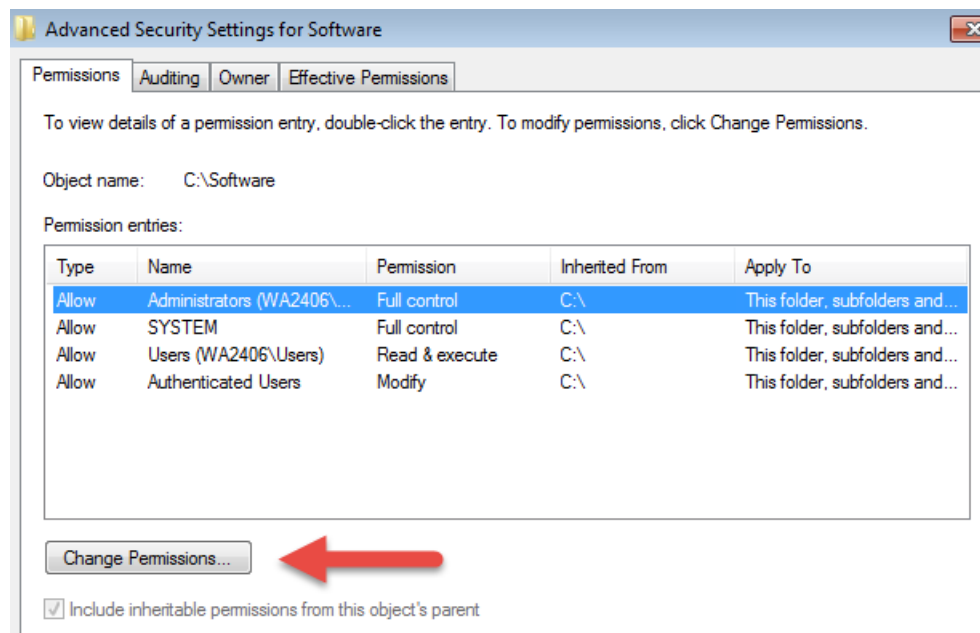 Advanced Security Settings for Software
Permissions Auditing Owner Effective Permissions
To view details of a permission entry, double-click the entry. To modify permissions, click Change Permissions.
Object name: C:\Software
Permission entries:
Type Name Permission Inherited From Apply To
Allow Administrators (WA2406\... Full control C:\ This folder, subfolders and...
Allow SYSTEM Full control C:\ This folder, subfolders and...
Allow Users (WA2406\Users) Read & execute C:\ This folder, subfolders and...
Allow Authenticated Users Modify C:\ This folder, subfolders and...
Change Permissions...
Include inheritable permissions from this object's parent